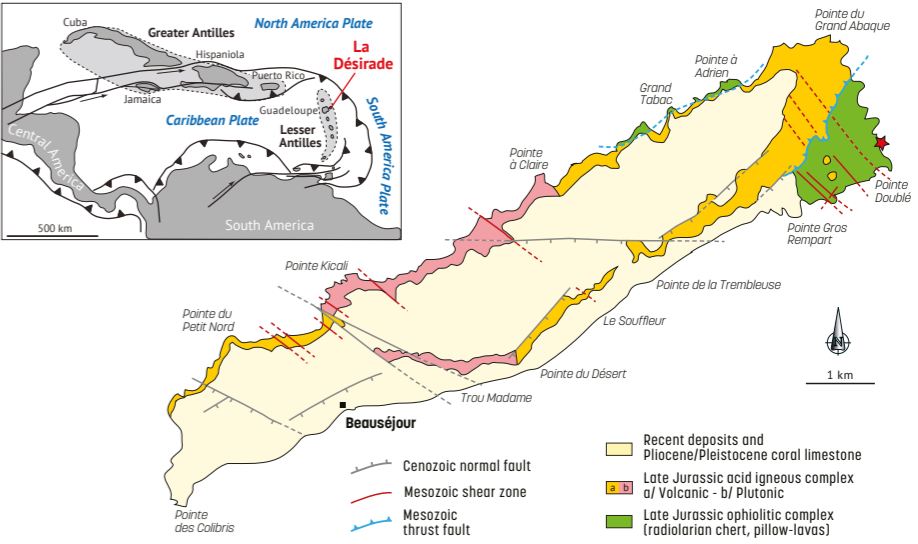 Cuba
Greater Antilles
North America Plate
Hispaniola
La
Désirade
Puerto Rico
Jamaica
Guadeloupe
Caribbean Plate
Lesser
Antilles
South America Plate
Central America
South America
500 km
Pointe du
Grand Abaque
Pointe à
Adrien
Grand
Tabac
Pointe
à Claire
Pointe
Doublé
Pointe Gros
Rempart
Pointe Kicali
Pointe de la Trembleuse
Pointe du
Petit Nord
Le Souffleur
N
1 km
Pointe du Désert
Trou Madame
Beauséjour
Pointe
des Colibris
Cenozoic normal fault
Mesozoic shear zone
Mesozoic
thrust fault
Recent deposits and
Pliocene/Pleistocene coral limestone
a b
Late Jurassic acid igneous complex
a/ Volcanic - b/ Plutonic
Late Jurassic ophiolitic complex
(radiolarian chert, pillow-lavas)